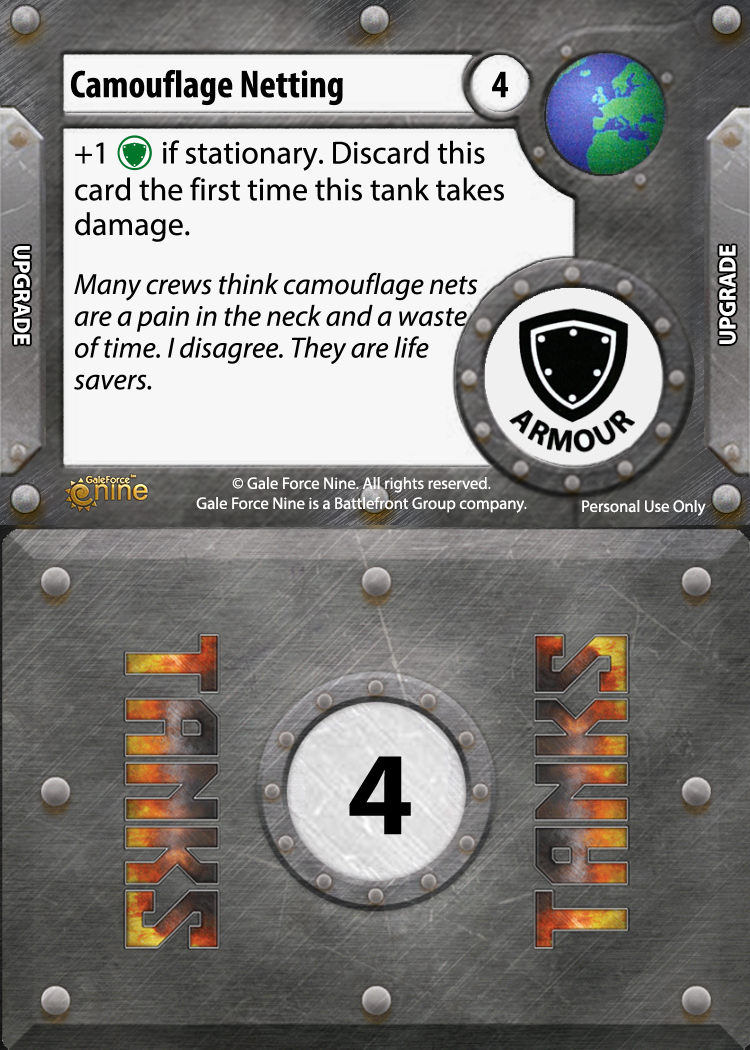 Camouflage Netting
4
+1 if stationary. Discard this
card the first time this tank takes
damage.
Many crews think camouflage nets
are a pain in the neck and a waste
of time. I disagree. They are life
savers.
UPGRADE
UPGRADE
ARMOUR
GaleForce™
nine
© Gale Force Nine. All rights reserved.
Gale Force Nine is a Battlefront Group company.
Personal Use Only
TANKS
4
TANKS